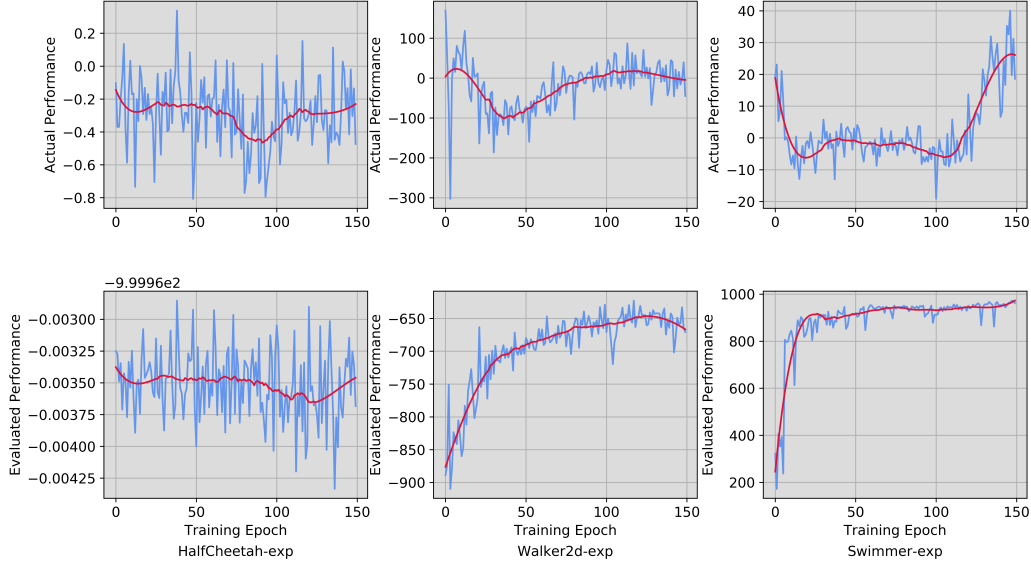 Actual Performance
0.2
0.0
−0.2
−0.4
−0.6
−0.8
0 50 100 150
Actual Performance
100
0
−100
−200
−300
0 50 100 150
Actual Performance
40
30
20
10
0
−10
−20
0 50 100 150
−9.9996e2
Evaluated Performance
−0.00300
−0.00325
−0.00350
−0.00375
−0.00400
−0.00425
0 50 100 150
Training Epoch
HalfCheetah-exp
Evaluated Performance
−650
−700
−750
−800
−850
−900
0 50 100 150
Training Epoch
Walker2d-exp
Evaluated Performance
1000
800
600
400
200
0 50 100 150
Training Epoch
Swimmer-exp